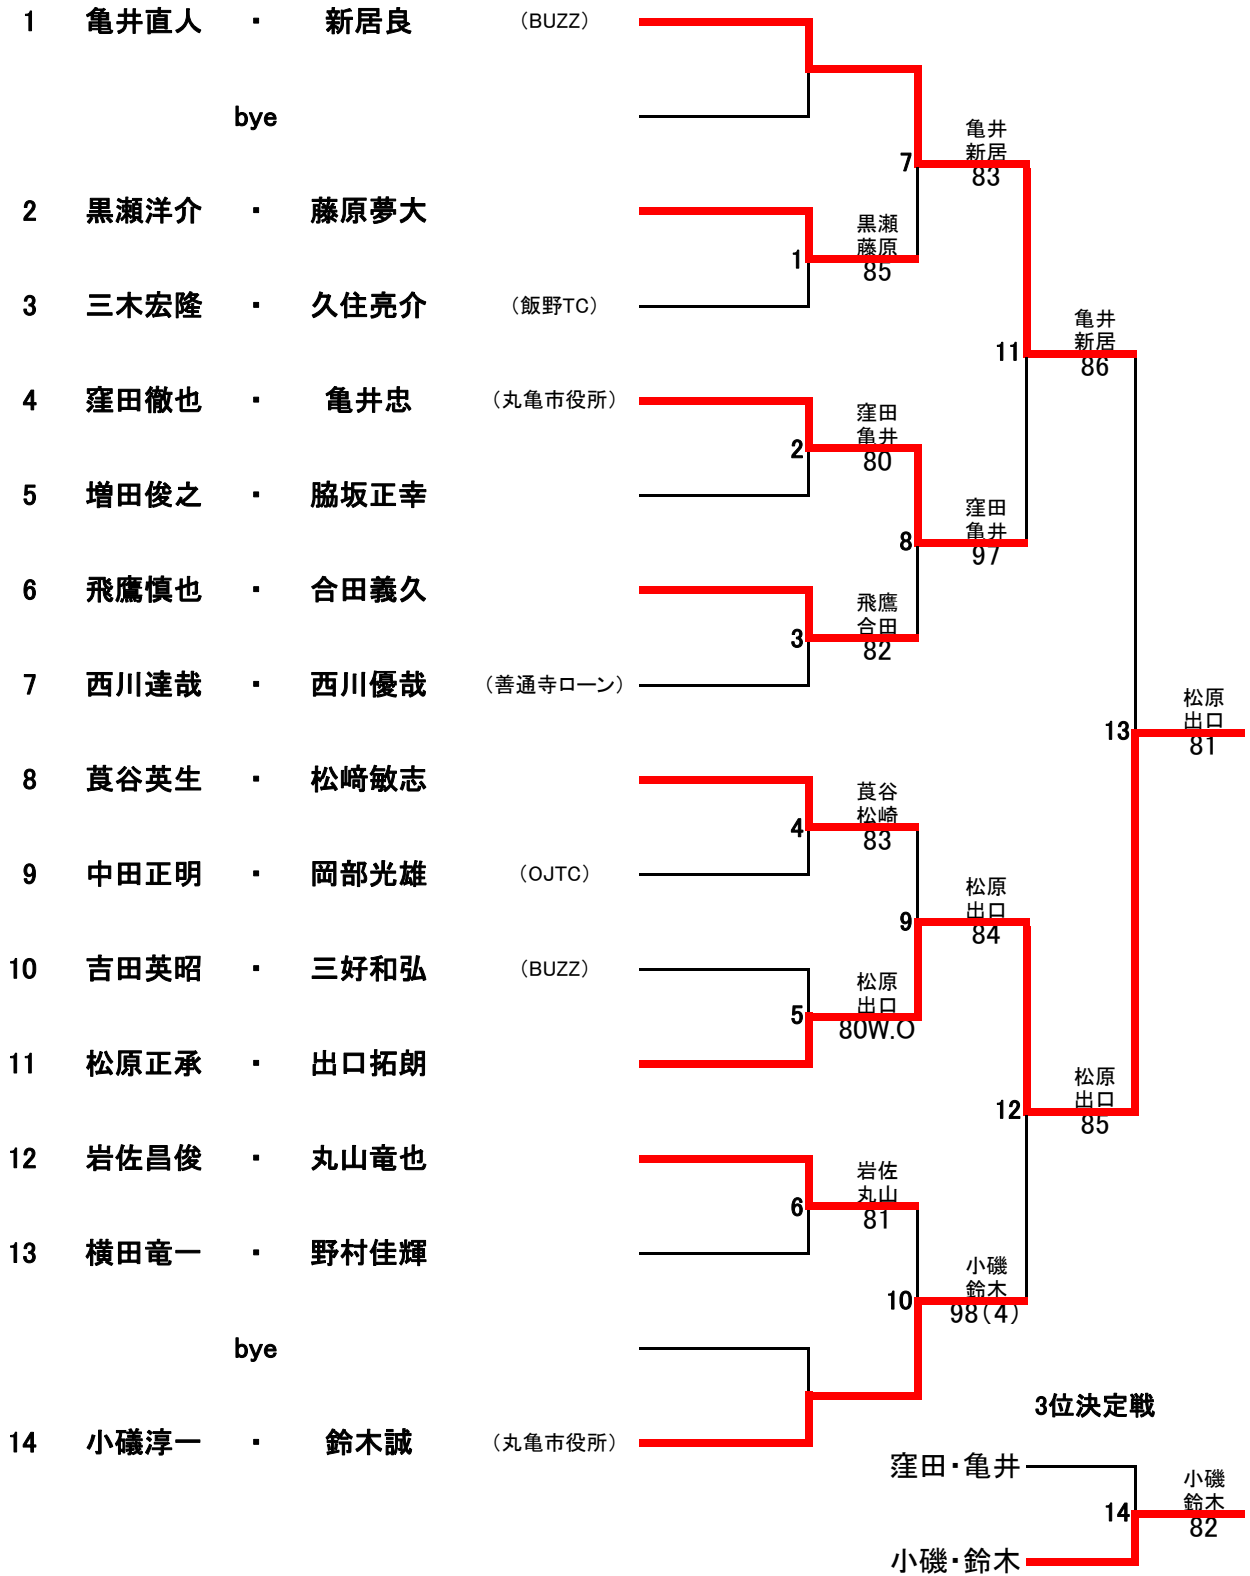 1 亀井直人 ・ 新居良 （BUZZ）
bye
亀井
新居
7
83
2 黒瀬洋介 ・ 藤原夢大
黒瀬
藤原
1
85
3 三木宏隆 ・ 久住亮介 （飯野TC）
亀井
新居
11
86
4 窪田徹也 ・ 亀井忠 （丸亀市役所）
窪田
亀井
2
80
5 増田俊之 ・ 脇坂正幸
窪田
亀井
8
97
6 飛鷹慎也 ・ 合田義久
飛鷹
合田
3
82
7 西川達哉 ・ 西川優哉 （善通寺ローン）
松原
出口
13
81
8 莨谷英生 ・ 松﨑敏志
莨谷
松崎
4
83
9 中田正明 ・ 岡部光雄 （OJTC）
松原
出口
9
84
10 吉田英昭 ・ 三好和弘 （BUZZ）
松原
出口
5
80W.O
11 松原正承 ・ 出口拓朗
松原
出口
12
85
12 岩佐昌俊 ・ 丸山竜也
岩佐
丸山
6
81
13 横田竜一 ・ 野村佳輝
小磯
鈴木
10
98（4）
bye
3位決定戦
14 小礒淳一 ・ 鈴木誠 （丸亀市役所）
窪田・亀井
小磯
鈴木
14
82
小磯・鈴木